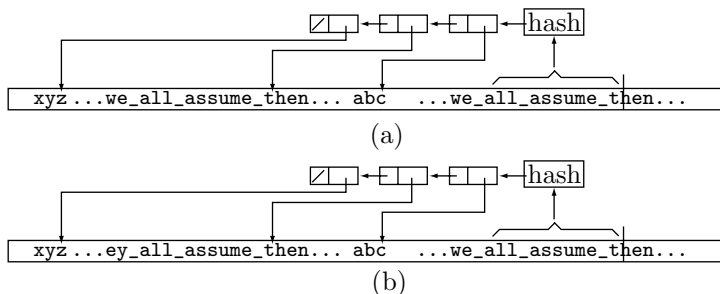 hash
xyz...we_all_assume_then... abc ...we_all_assume_then...
(a)
hash
xyz...ey_all_assume_then... abc ...we_all_assume_then...
(b)